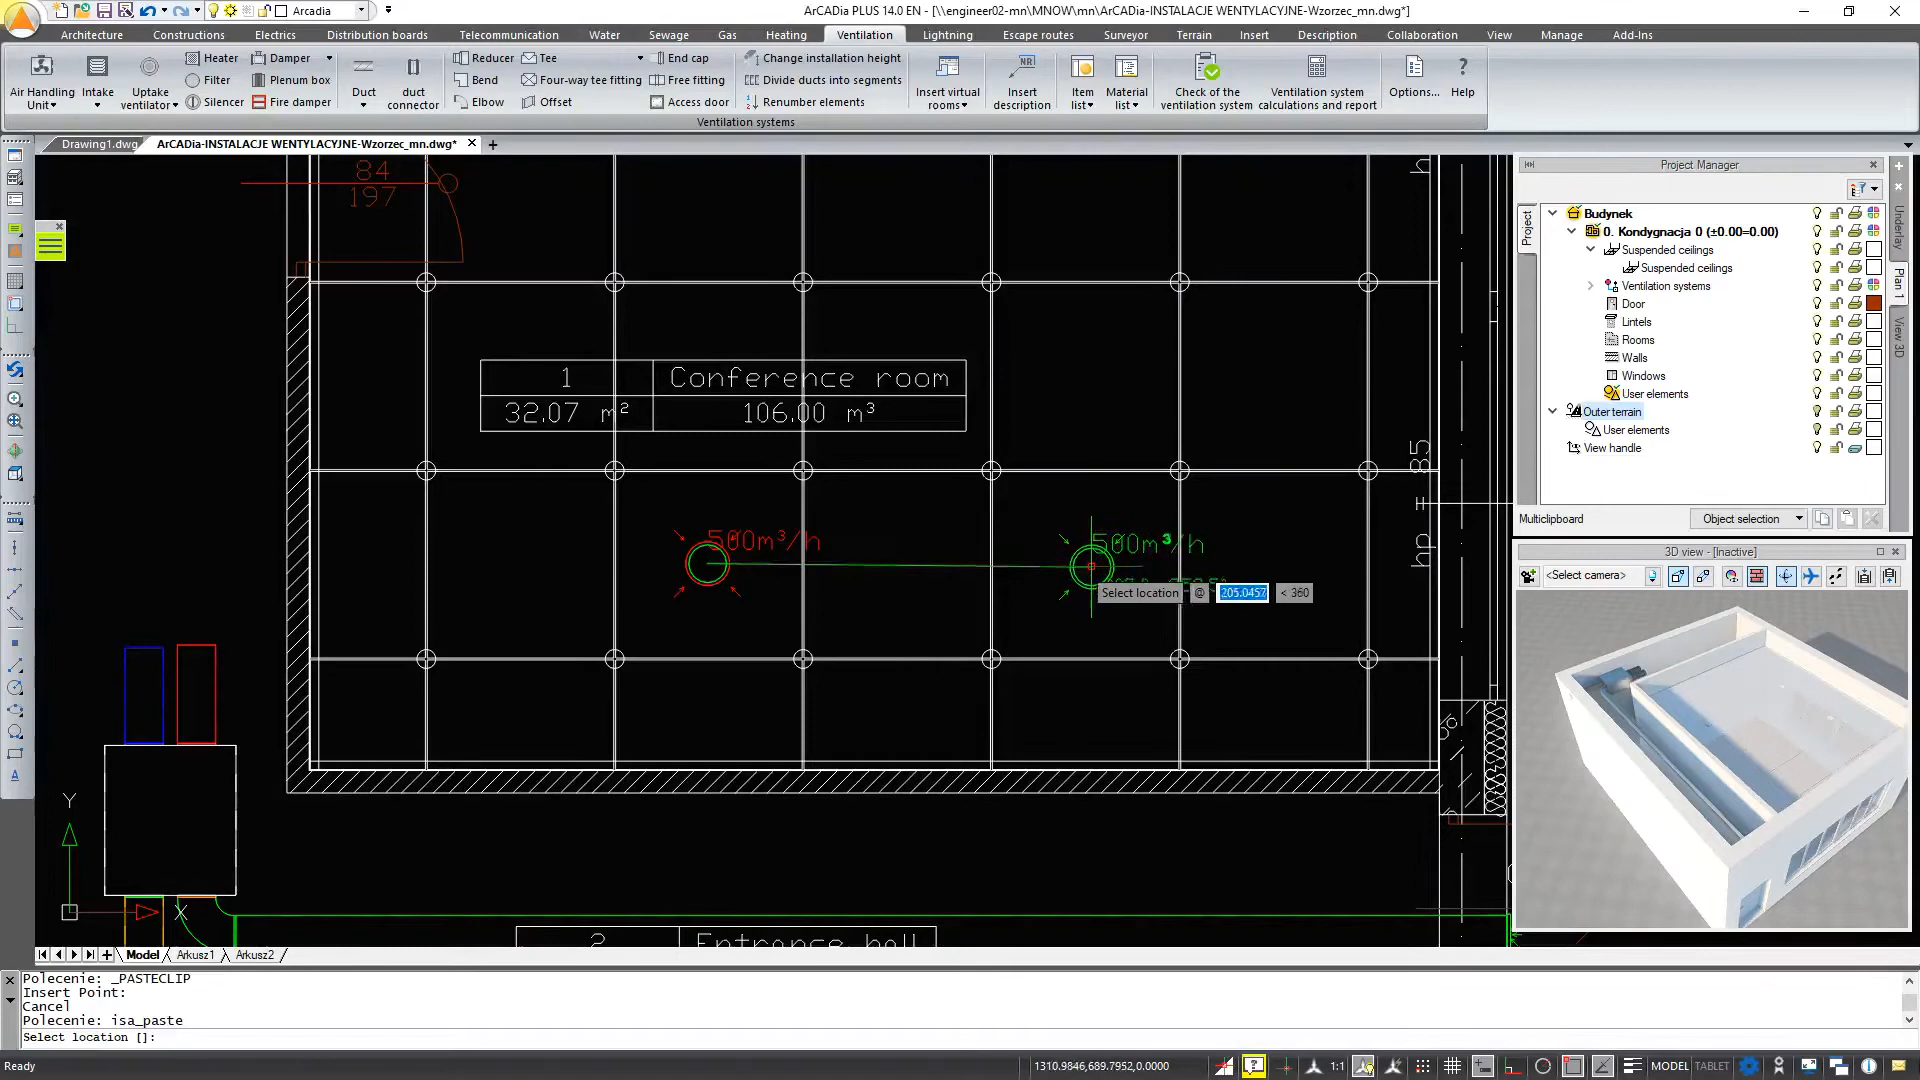 Arcadia
ArCADia PLUS 14.0 EN - [\\engineer02-mn\MNOW\mn\ArCADia-INSTALACJE WENTYLACYJNE-Wzorzec_mn.dwg*]
Architecture Constructions Electrics Distribution boards Telecommunication Water Sewage Gas Heating Ventilation Lightning Escape routes Surveyor Terrain Insert Description Collaboration View Manage Add-Ins
Air Handling Unit
Intake
Uptake ventilator
Heater
Filter
Silencer
Damper
Plenum box
Fire damper
Duct
duct connector
Reducer
Bend
Elbow
Tee
Four-way tee fitting
Offset
End cap
Free fitting
Access door
Change installation height
Divide ducts into segments
Renumber elements
Insert virtual rooms
NR
Insert description
Item list
Material list
Check of the ventilation system
Ventilation system calculations and report
Options...
Help
Ventilation systems
Drawing1.dwg
ArCADia-INSTALACJE WENTYLACYJNE-Wzorzec_mn.dwg*
84
197
1 Conference room
32.07 m² 106.00 m³
500m³/h
500m³/h
Select location @ 205.0457 < 360
h
hp = 85
Y
X
2 Entrance hall
Project Manager
Project
Underlay
Plan 1
View 3D
Budynek
0. Kondygnacja 0 (±0.00=0.00)
Suspended ceilings
Suspended ceilings
Ventilation systems
Door
Lintels
Rooms
Walls
Windows
User elements
Outer terrain
User elements
View handle
Multiclipboard Object selection
3D view - [Inactive]
<Select camera>
Model Arkusz1 Arkusz2
Polecenie: _PASTECLIP
Insert Point:
Cancel
Polecenie: isa_paste
Select location []:
Ready
1310.9846,689.7952,0.0000
1:1
MODEL TABLET